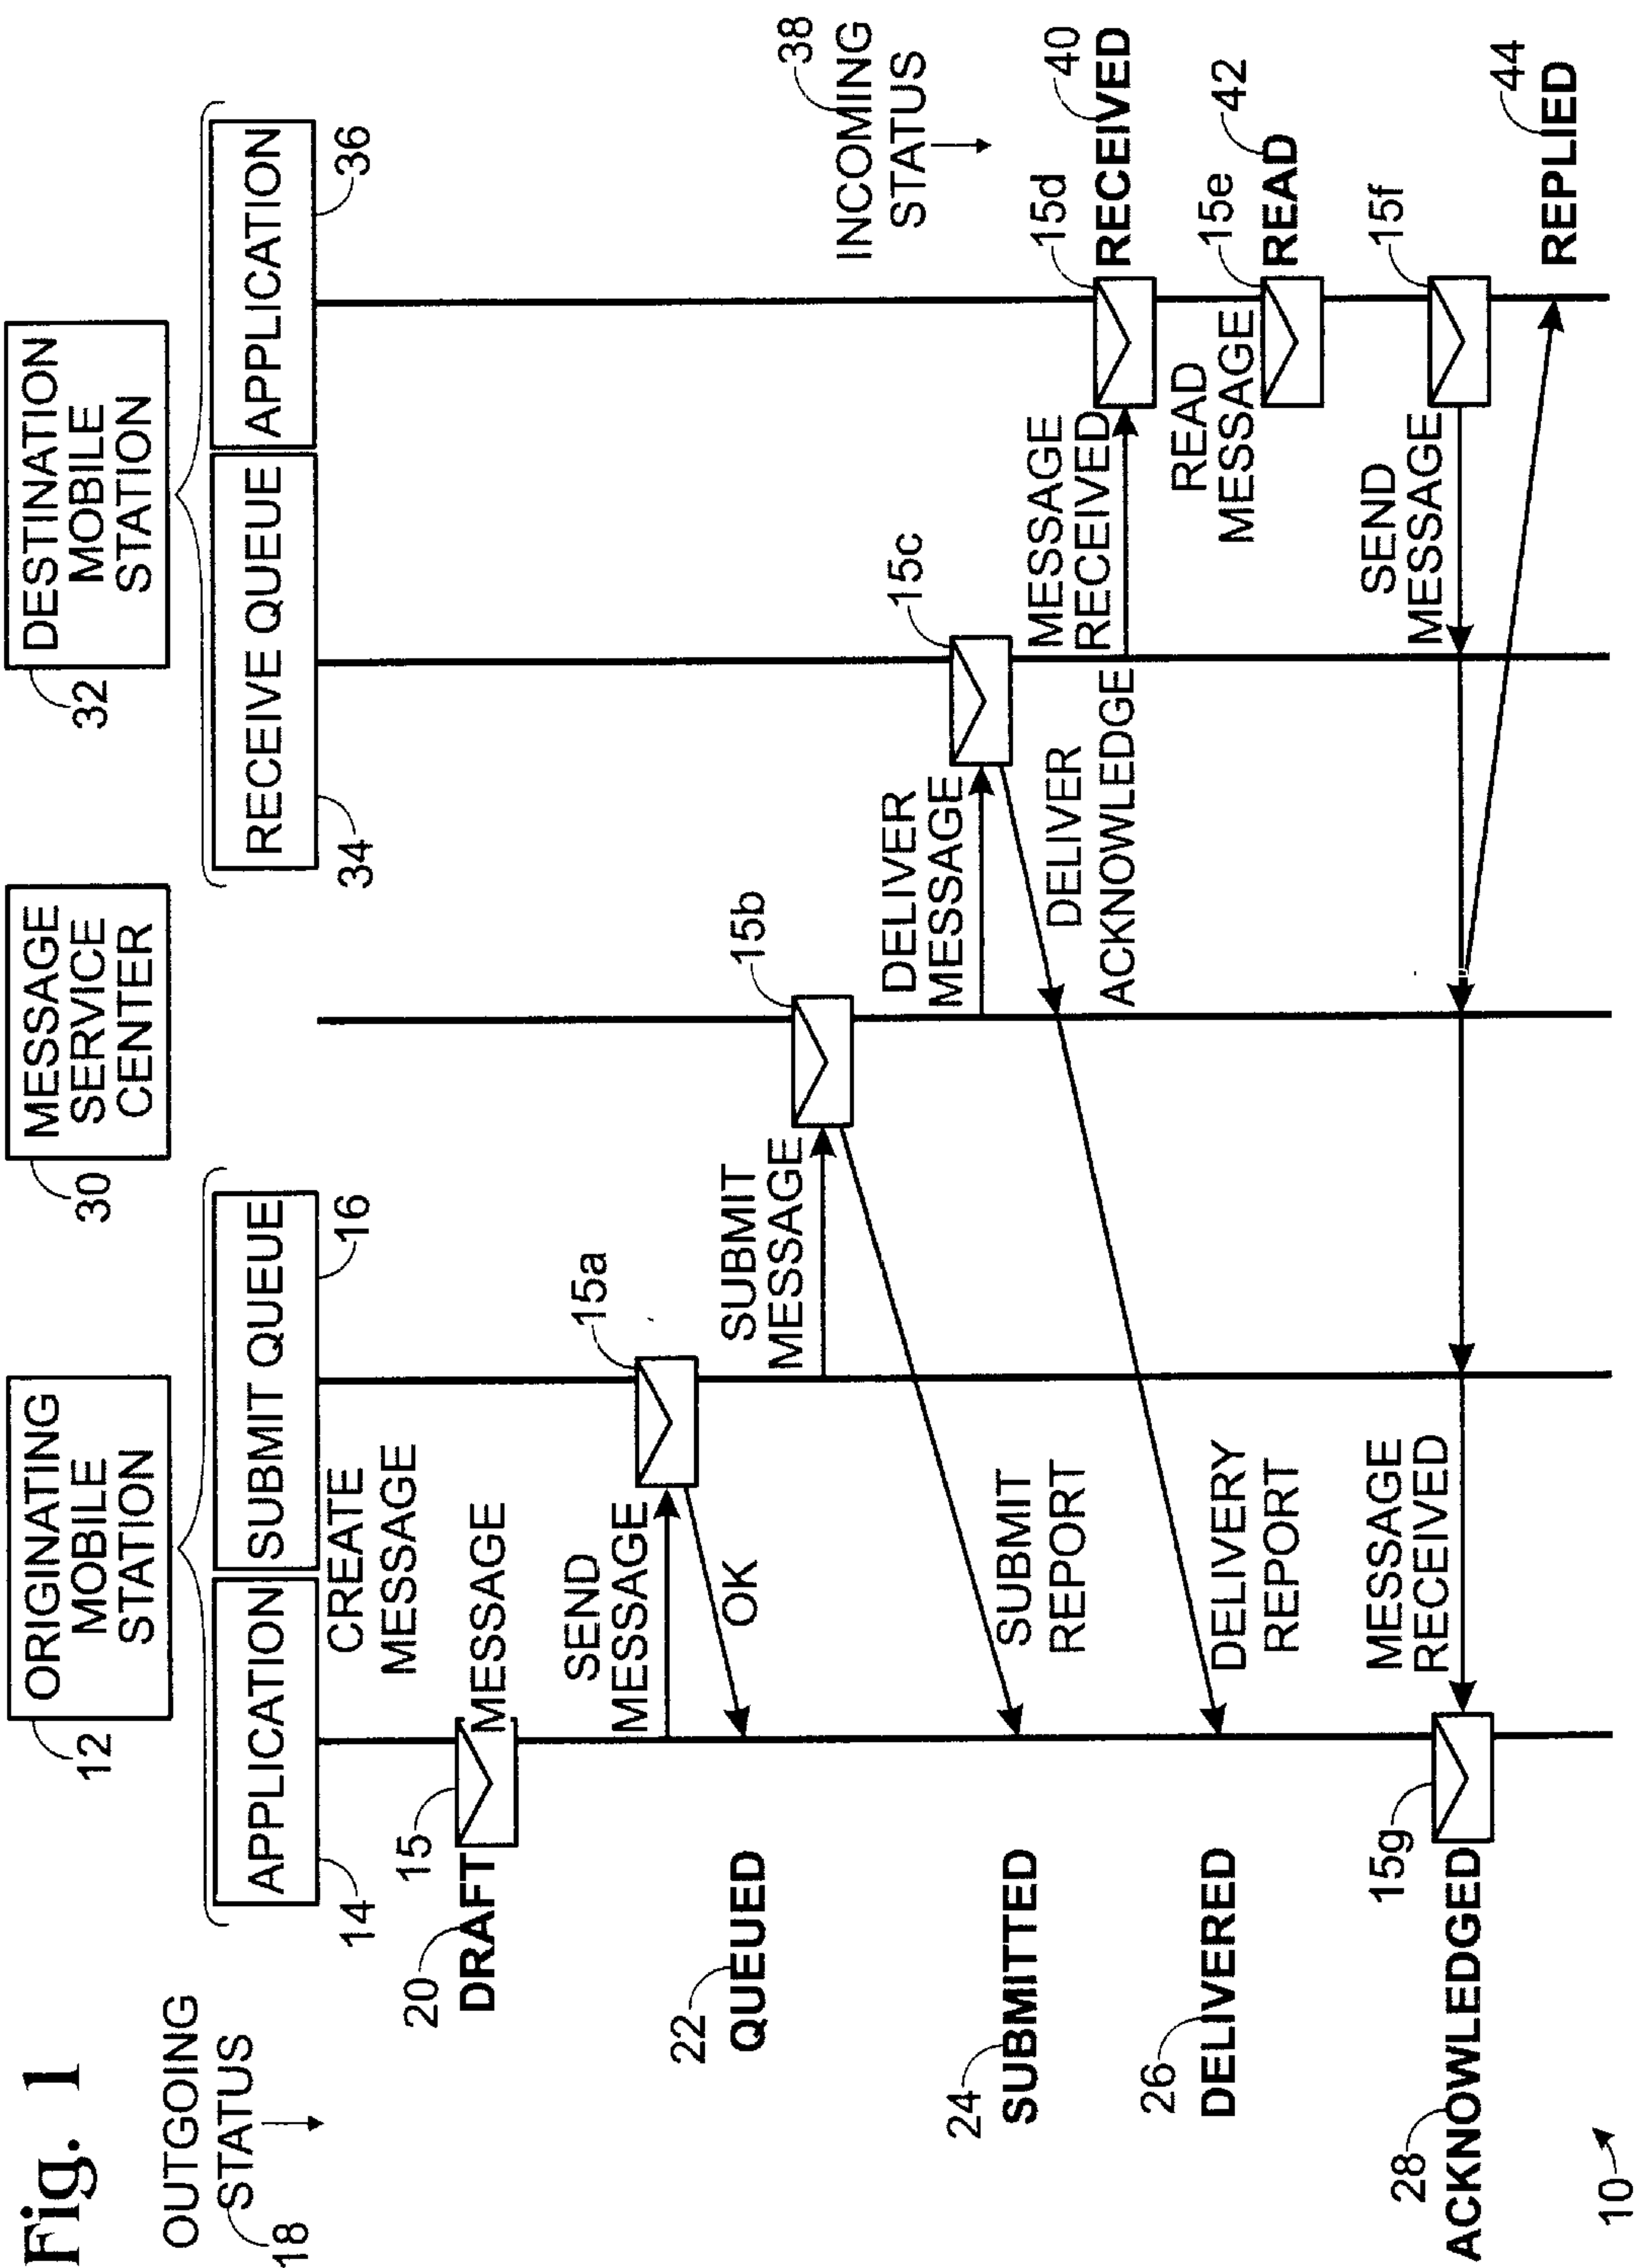 Fig. 1
OUTGOING
STATUS
18
12
ORIGINATING
MOBILE
STATION
30
MESSAGE
SERVICE
CENTER
32
DESTINATION
MOBILE
STATION
APPLICATION
SUBMIT QUEUE
RECEIVE QUEUE
APPLICATION
14
16
34
36
CREATE
MESSAGE
20
DRAFT
15
MESSAGE
SEND
MESSAGE
15a
22
QUEUED
OK
SUBMIT
MESSAGE
15b
38
INCOMING
STATUS
DELIVER
MESSAGE
15c
24
SUBMITTED
SUBMIT
REPORT
DELIVER
ACKNOWLEDGE
MESSAGE
RECEIVED
15d
40
RECEIVED
26
DELIVERED
DELIVERY
REPORT
READ
MESSAGE
15e
42
READ
28
ACKNOWLEDGED
15g
MESSAGE
RECEIVED
SEND
MESSAGE
15f
44
REPLIED
10